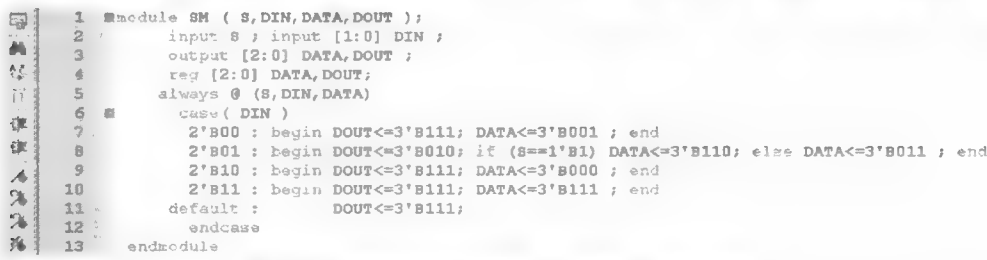 1 module SM ( S,DIN,DATA,DOUT );
2 input S ; input [1:0] DIN ;
3 output [2:0] DATA,DOUT ;
4 reg [2:0] DATA,DOUT;
5 always @ (S,DIN,DATA)
6 case( DIN )
7 2'B00 : begin DOUT<=3'B111; DATA<=3'B001 ; end
8 2'B01 : begin DOUT<=3'B010; if (S==1'B1) DATA<=3'B110; else DATA<=3'B011 ; end
9 2'B10 : begin DOUT<=3'B111; DATA<=3'B000 ; end
10 2'B11 : begin DOUT<=3'B111; DATA<=3'B111 ; end
11 default : DOUT<=3'B111;
12 endcase
13 endmodule